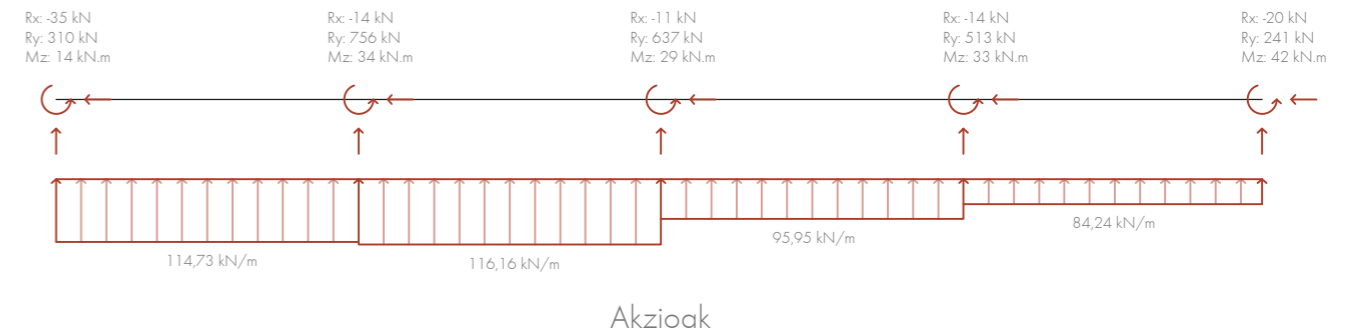 Rx: -35 kN
Ry: 310 kN
Mz: 14 kN.m
Rx: -14 kN
Ry: 756 kN
Mz: 34 kN.m
Rx: -11 kN
Ry: 637 kN
Mz: 29 kN.m
Rx: -14 kN
Ry: 513 kN
Mz: 33 kN.m
Rx: -20 kN
Ry: 241 kN
Mz: 42 kN.m
114,73 kN/m
116,16 kN/m
95,95 kN/m
84,24 kN/m
Akzioak